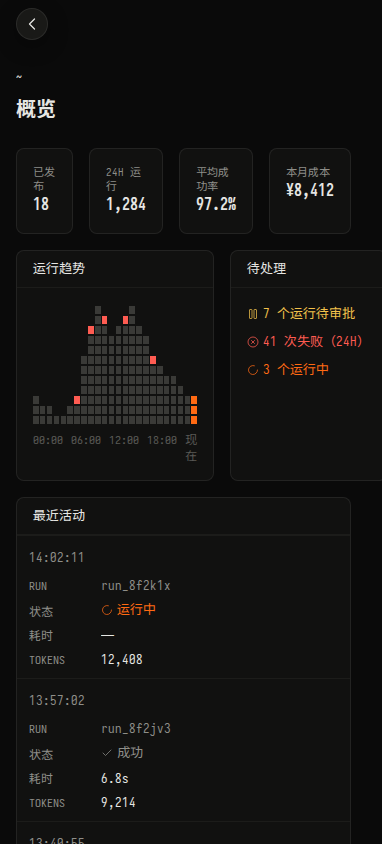 ~
概览
已发布
18
24H 运行
1,284
平均成功率
97.2%
本月成本
¥8,412
运行趋势
00:00 06:00 12:00 18:00 现在
待处理
7 个运行待审批
41 次失败（24H）
3 个运行中
最近活动
14:02:11
RUN run_8f2k1x
状态 运行中
耗时 —
TOKENS 12,408
13:57:02
RUN run_8f2jv3
状态 成功
耗时 6.8s
TOKENS 9,214
13:40:55